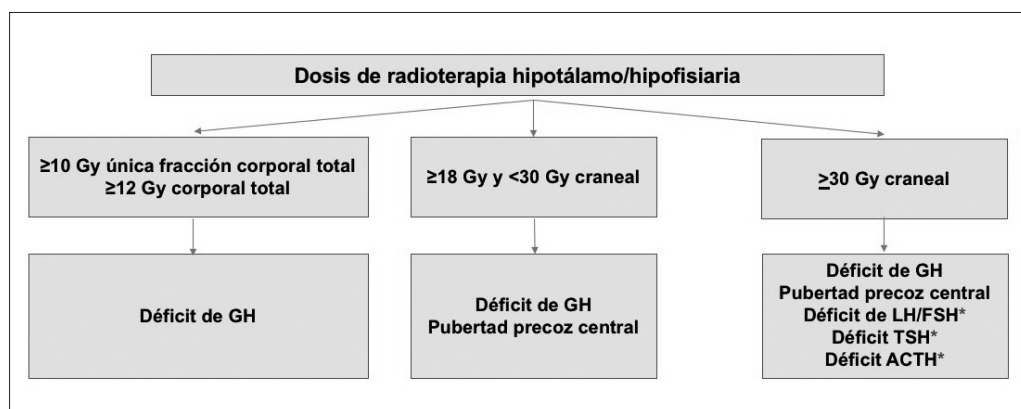 Dosis de radioterapia hipotálamo/hipofisiaria
≥10 Gy única fracción corporal total
≥12 Gy corporal total
≥18 Gy y <30 Gy craneal
≥30 Gy craneal
Déficit de GH
Déficit de GH
Pubertad precoz central
Déficit de GH
Pubertad precoz central
Déficit de LH/FSH*
Déficit TSH*
Déficit ACTH*